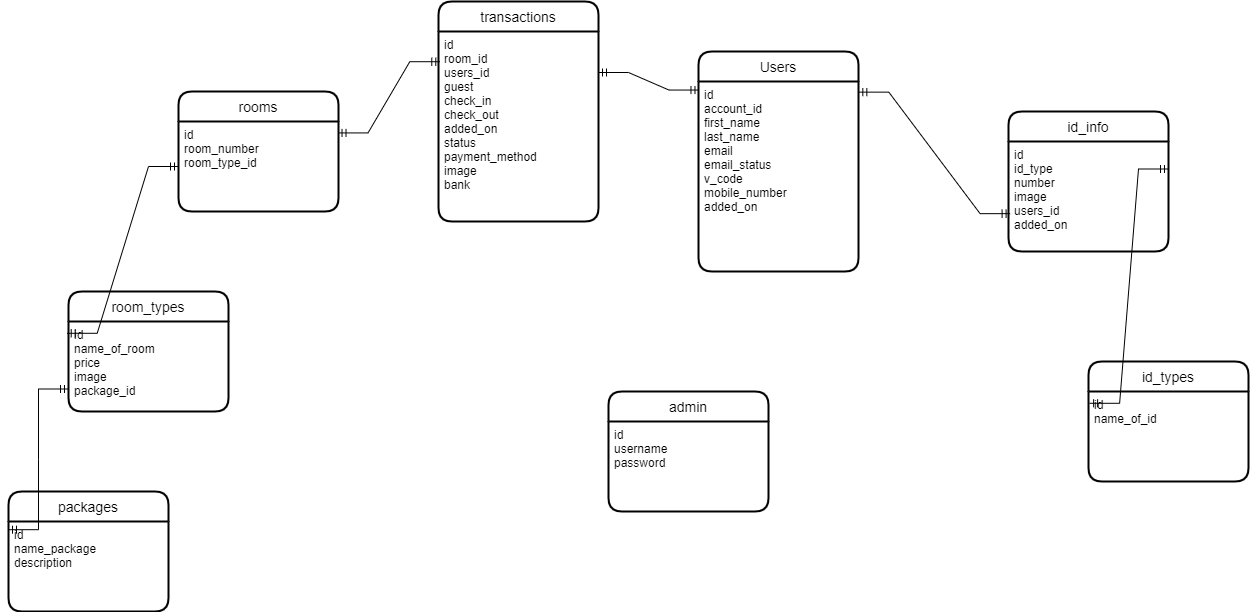 transactions
id
room_id
users_id
guest
check_in
check_out
added_on
status
payment_method
image
bank
Users
id
account_id
first_name
last_name
email
email_status
v_code
mobile_number
added_on
rooms
id
room_number
room_type_id
id_info
id
id_type
number
image
users_id
added_on
room_types
id
name_of_room
price
image
package_id
id_types
id
name_of_id
admin
id
username
password
packages
id
name_package
description